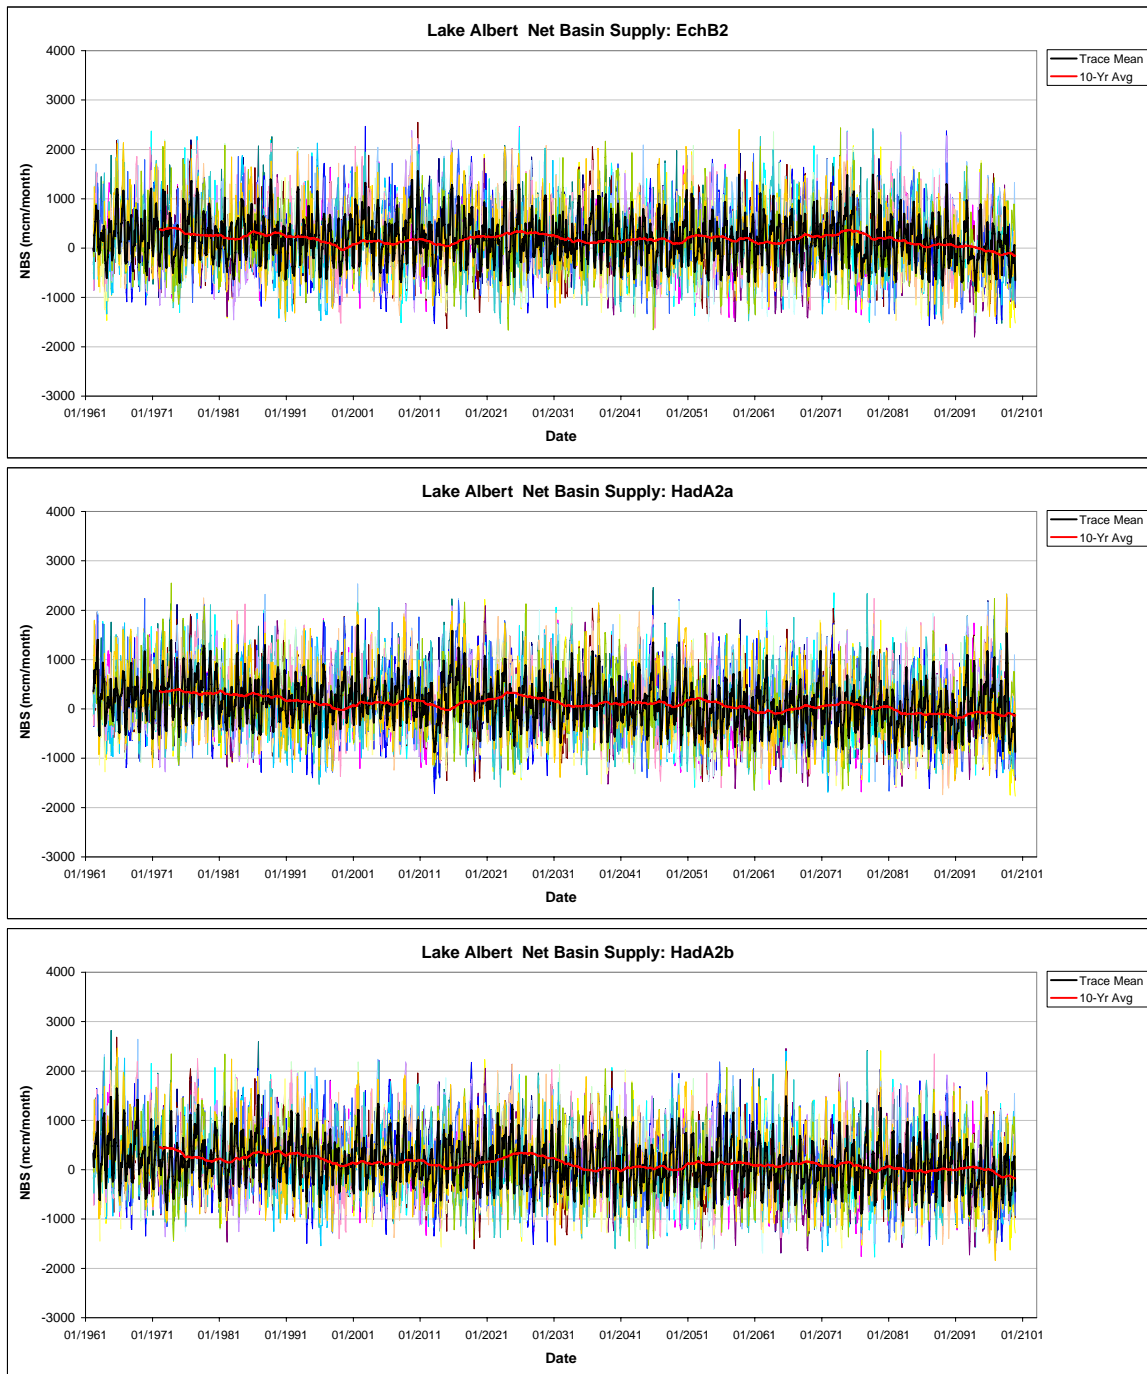 Lake Albert  Net Basin Supply: EchB2
Trace Mean
10-Yr Avg
NBS (mcm/month)
4000
3000
2000
1000
0
-1000
-2000
-3000
01/1961 01/1971 01/1981 01/1991 01/2001 01/2011 01/2021 01/2031 01/2041 01/2051 01/2061 01/2071 01/2081 01/2091 01/2101
Date
Lake Albert  Net Basin Supply: HadA2a
Trace Mean
10-Yr Avg
NBS (mcm/month)
4000
3000
2000
1000
0
-1000
-2000
-3000
01/1961 01/1971 01/1981 01/1991 01/2001 01/2011 01/2021 01/2031 01/2041 01/2051 01/2061 01/2071 01/2081 01/2091 01/2101
Date
Lake Albert  Net Basin Supply: HadA2b
Trace Mean
10-Yr Avg
NBS (mcm/month)
4000
3000
2000
1000
0
-1000
-2000
-3000
01/1961 01/1971 01/1981 01/1991 01/2001 01/2011 01/2021 01/2031 01/2041 01/2051 01/2061 01/2071 01/2081 01/2091 01/2101
Date